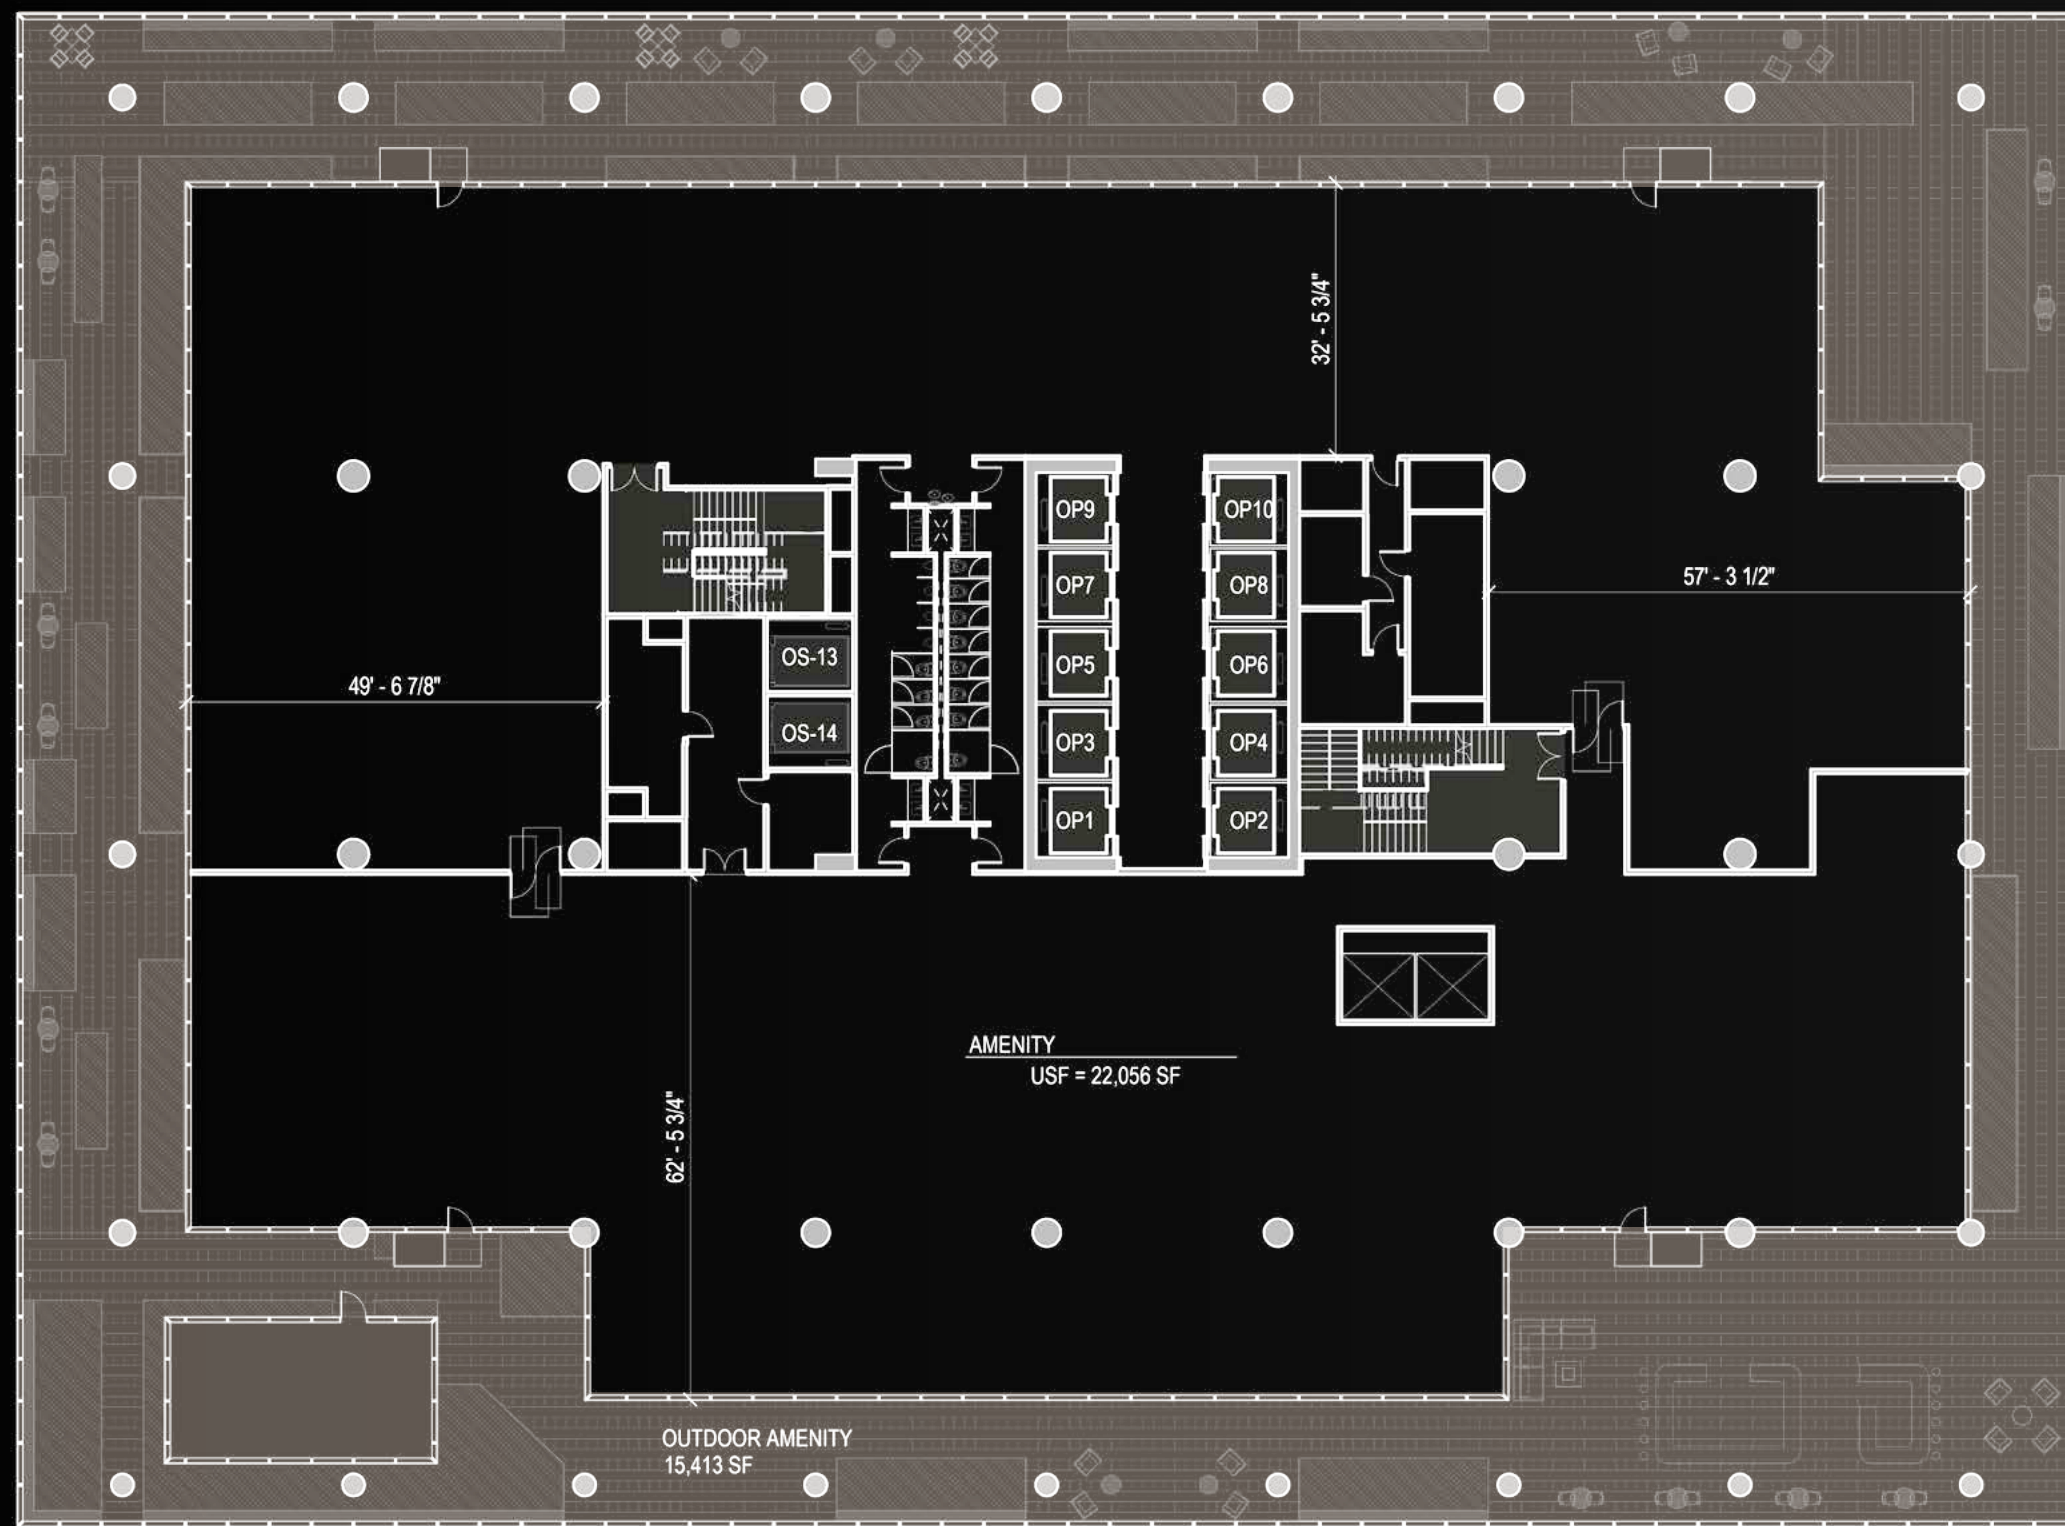 32' - 5 3/4"
OP9
OP10
OP7
OP8
57' - 3 1/2"
OS-13
OP5
OP6
49' - 6 7/8"
OS-14
OP3
OP4
OP1
OP2
AMENITY
USF = 22,056 SF
62' - 5 3/4"
OUTDOOR AMENITY
15,413 SF